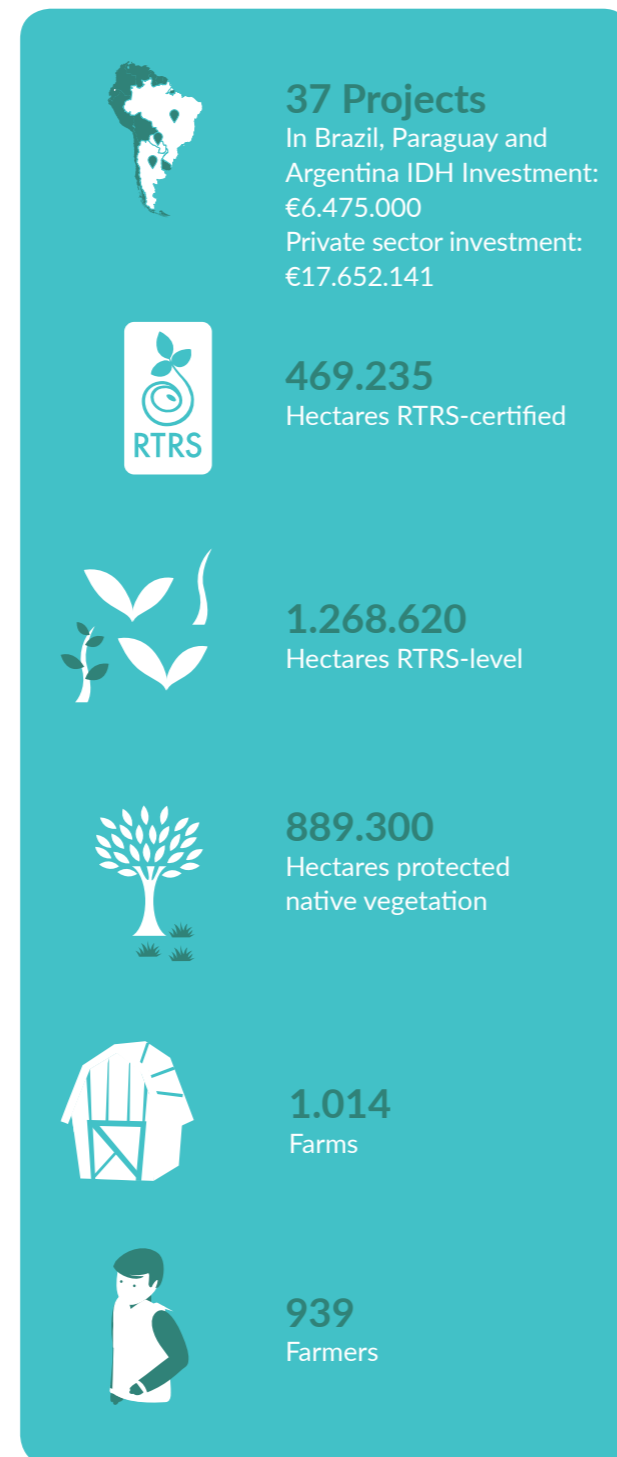 37 Projects
In Brazil, Paraguay and
Argentina IDH Investment:
€6.475.000
Private sector investment:
€17.652.141
RTRS
469.235
Hectares RTRS-certified
1.268.620
Hectares RTRS-level
889.300
Hectares protected
native vegetation
1.014
Farms
939
Farmers